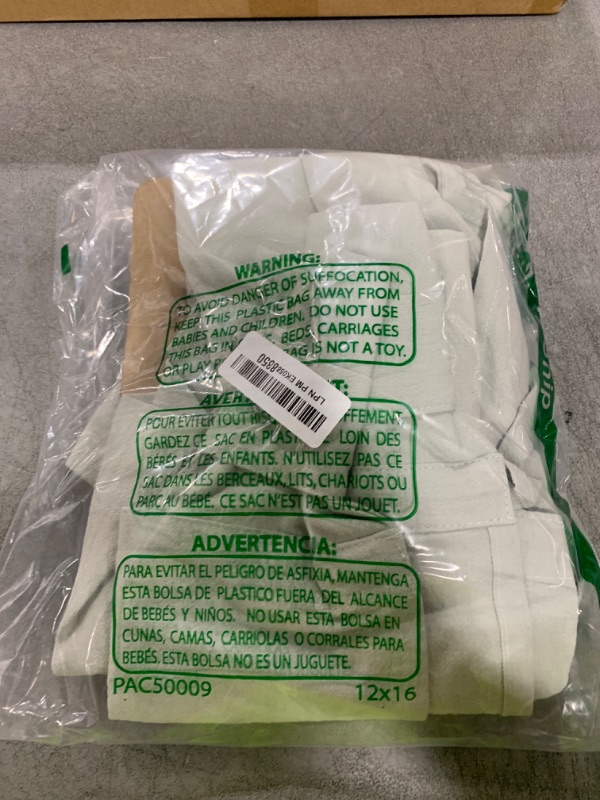 WARNING:
TO AVOID DANGER OF SUFFOCATION,
KEEP THIS PLASTIC BAG AWAY FROM
BABIES AND CHILDREN. DO NOT USE
THIS BAG IN BEDS, CARRIAGES
OR PLAY BAG IS NOT A TOY.
LPN PM
POUR ÉVITER TOUT
GARDEZ CE SAC EN LOIN DES
BÉBÉS ET LES ENFANTS. N'UTILISEZ PAS CE
SAC DANS LES BERCEAUX, LITS, CHARIOTS OU
PARC AU BÉBÉ. CE SAC N'EST PAS UN JOUET.
ADVERTENCIA:
PARA EVITAR EL PELIGRO DE ASFIXIA, MANTENGA
ESTA BOLSA DE PLASTICO FUERA DEL ALCANCE
DE BEBÉS Y NIÑOS. NO USAR ESTA BOLSA EN
CUNAS, CAMAS, CARRIOLAS O CORRALES PARA
BEBÉS. ESTA BOLSA NO ES UN JUGUETE.
PAC50009 12x16